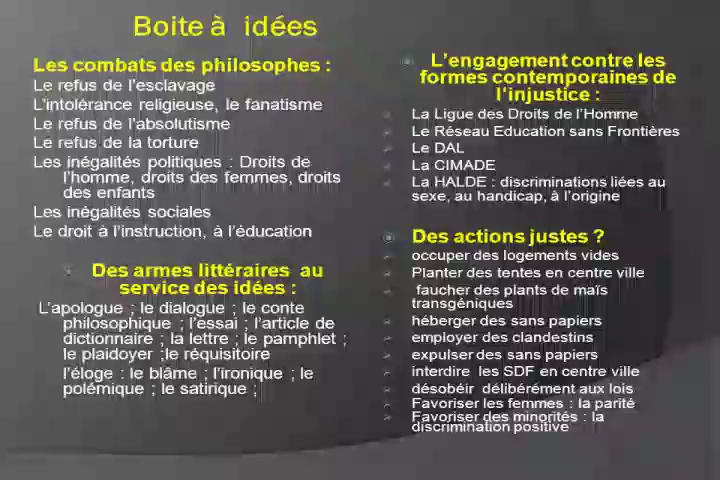 Boite à idées
Les combats des philosophes :
Le refus de l'esclavage
L'intolérance religieuse, le fanatisme
Le refus de l'absolutisme
Le refus de la torture
Les inégalités politiques : Droits de
l'homme, droits des femmes, droits
des enfants
Les inégalités sociales
Le droit à l'instruction, à l'éducation
Des armes littéraires au
service des idées :
L'apologue ; le dialogue ; le conte
philosophique ; l'essai ; l'article de
dictionnaire ; la lettre ; le pamphlet ;
le plaidoyer ;le réquisitoire
l'éloge : le blâme ; l'ironique ; le
polémique ; le satirique ;
L'engagement contre les
formes contemporaines de
l'injustice :
La Ligue des Droits de l'Homme
Le Réseau Education sans Frontières
Le DAL
La CIMADE
La HALDE : discriminations liées au
sexe, au handicap, à l'origine
Des actions justes ?
occuper des logements vides
Planter des tentes en centre ville
faucher des plants de maïs
transgéniques
héberger des sans papiers
employer des clandestins
expulser des sans papiers
interdire les SDF en centre ville
désobéir délibérément aux lois
Favoriser les femmes : la parité
Favoriser des minorités : la
discrimination positive